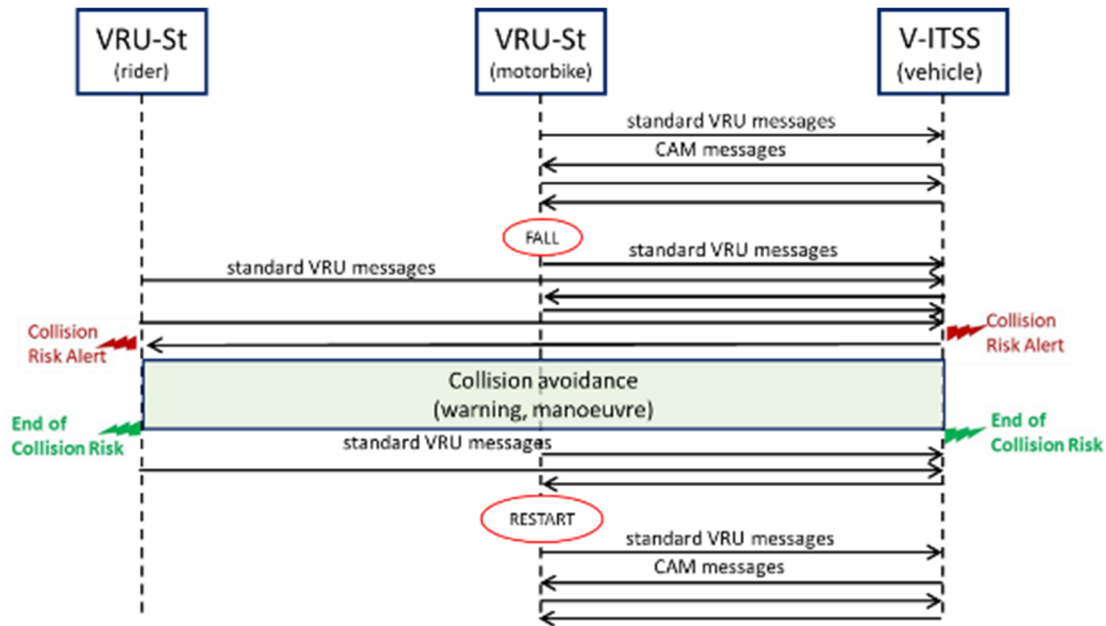 VRU-St
(rider)
VRU-St
(motorbike)
V-ITSS
(vehicle)
standard VRU messages
CAM messages
FALL
standard VRU messages
standard VRU messages
Collision
Risk Alert
Collision
Risk Alert
Collision avoidance
(warning, manoeuvre)
End of
Collision Risk
End of
Collision Risk
standard VRU messages
RESTART
standard VRU messages
CAM messages